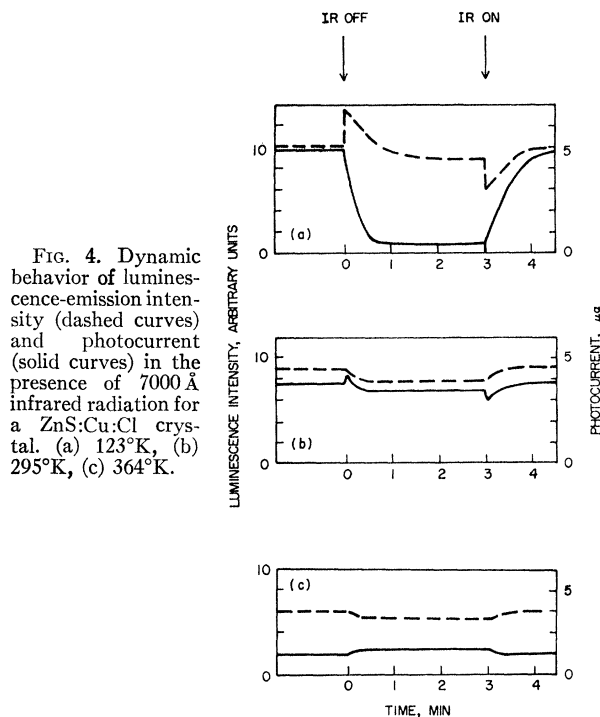 IR OFF IR ON
10 5
(a)
0 0
0 1 2 3 4
FIG. 4. Dynamic
behavior of lumines-
cence-emission inten-
sity (dashed curves)
and photocurrent
(solid curves) in the
presence of 7000 Å
infrared radiation for
a ZnS:Cu:Cl crys-
tal. (a) 123°K, (b)
295°K, (c) 364°K.
LUMINESCENCE INTENSITY, ARBITRARY UNITS
PHOTOCURRENT, μa
10 5
(b)
0 0
0 1 2 3 4
10 (c) 5
0 0
0 1 2 3 4
TIME, MIN